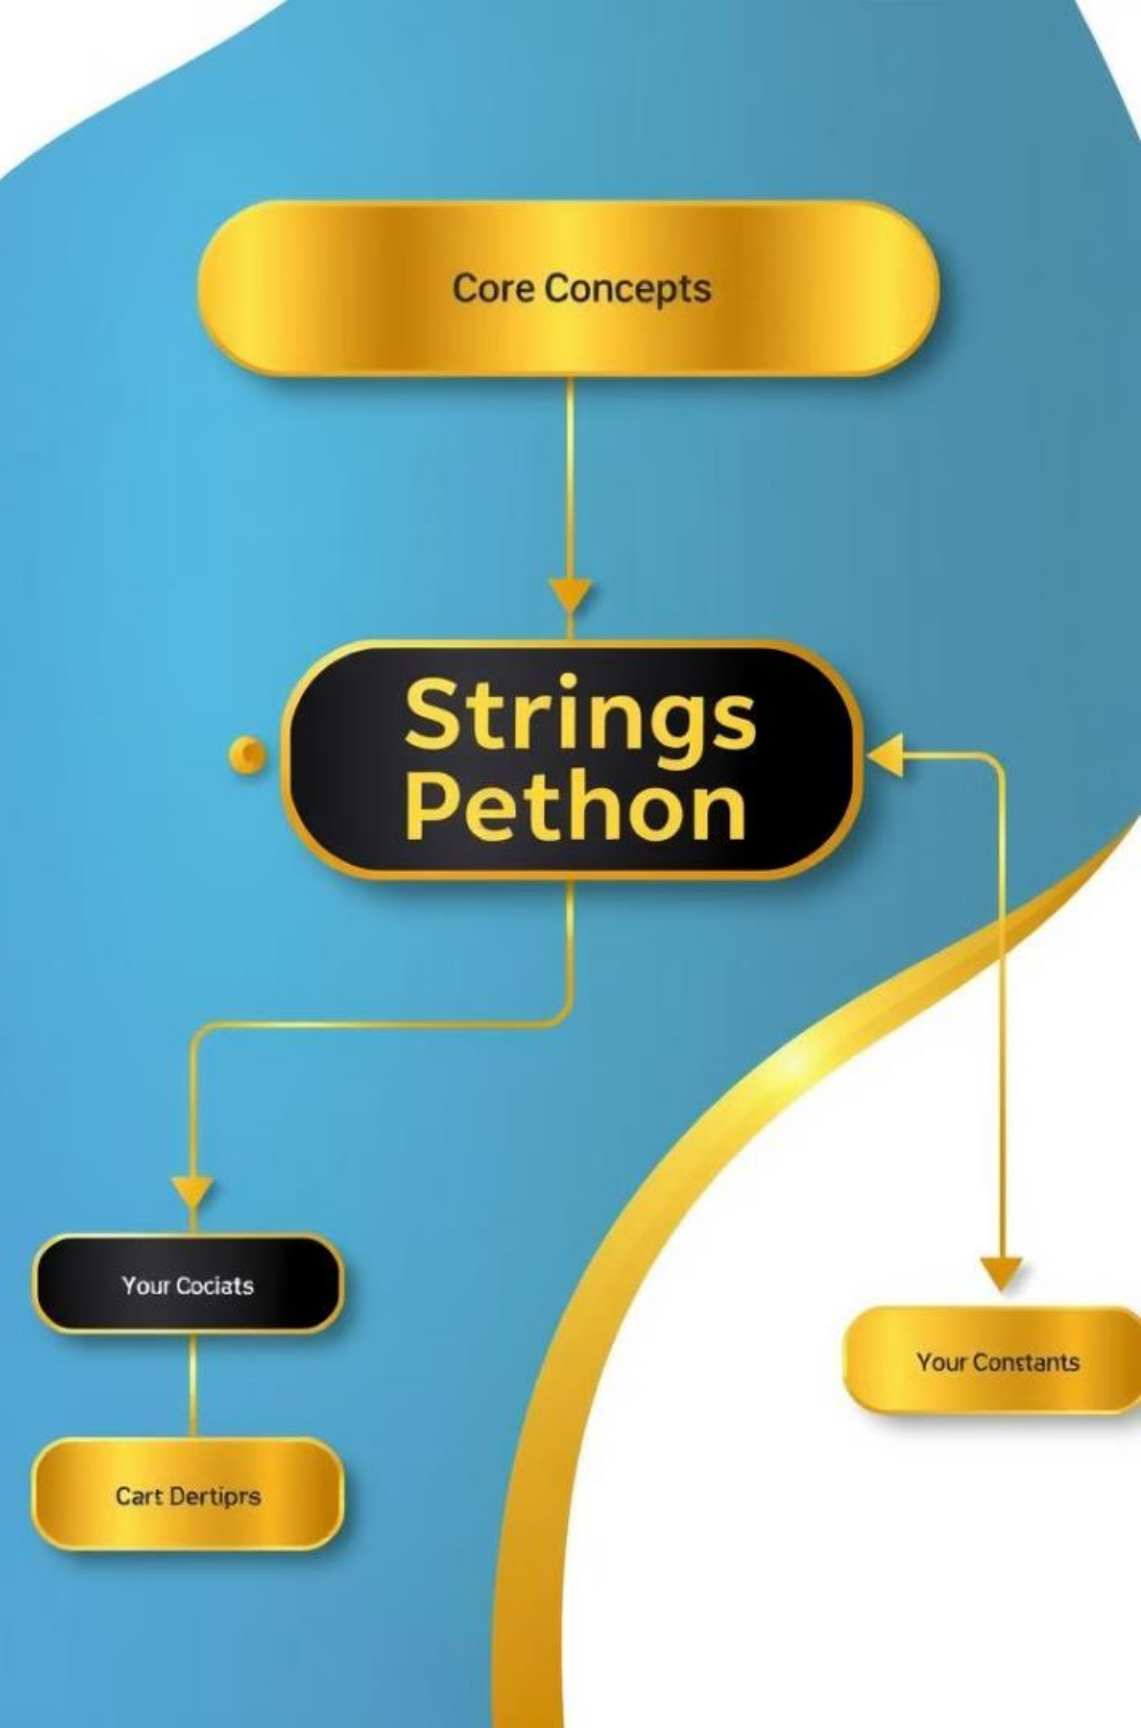 Core Concepts
Strings
Pethon
Your Cociats
Your Constants
Cart Dertiprs